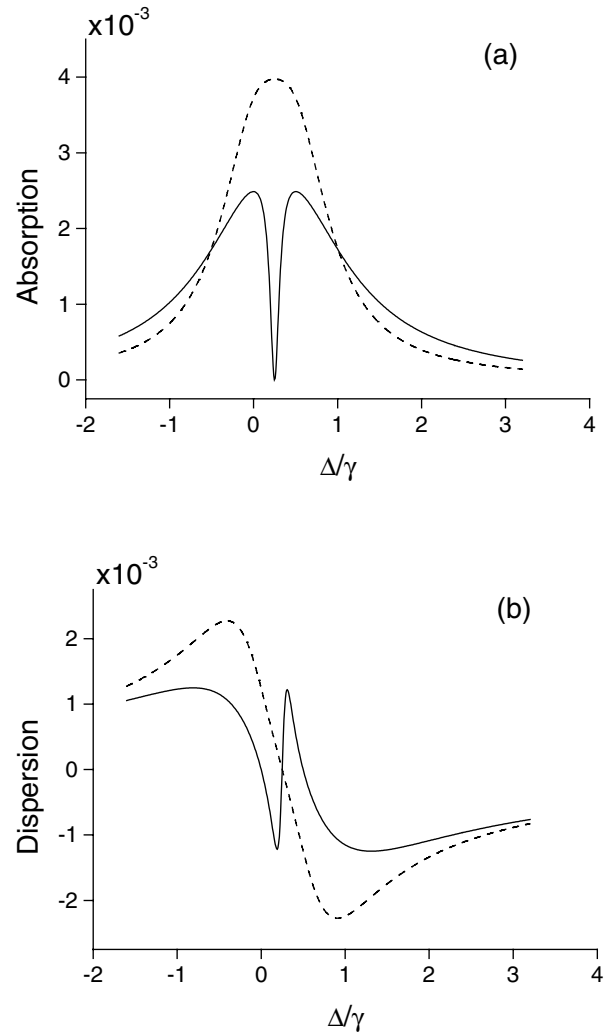 x10-3
(a)
4
3
2
1
0
Absorption
-2 -1 0 1 2 3 4
Δ/γ
x10-3
(b)
2
1
0
-1
-2
Dispersion
-2 -1 0 1 2 3 4
Δ/γ